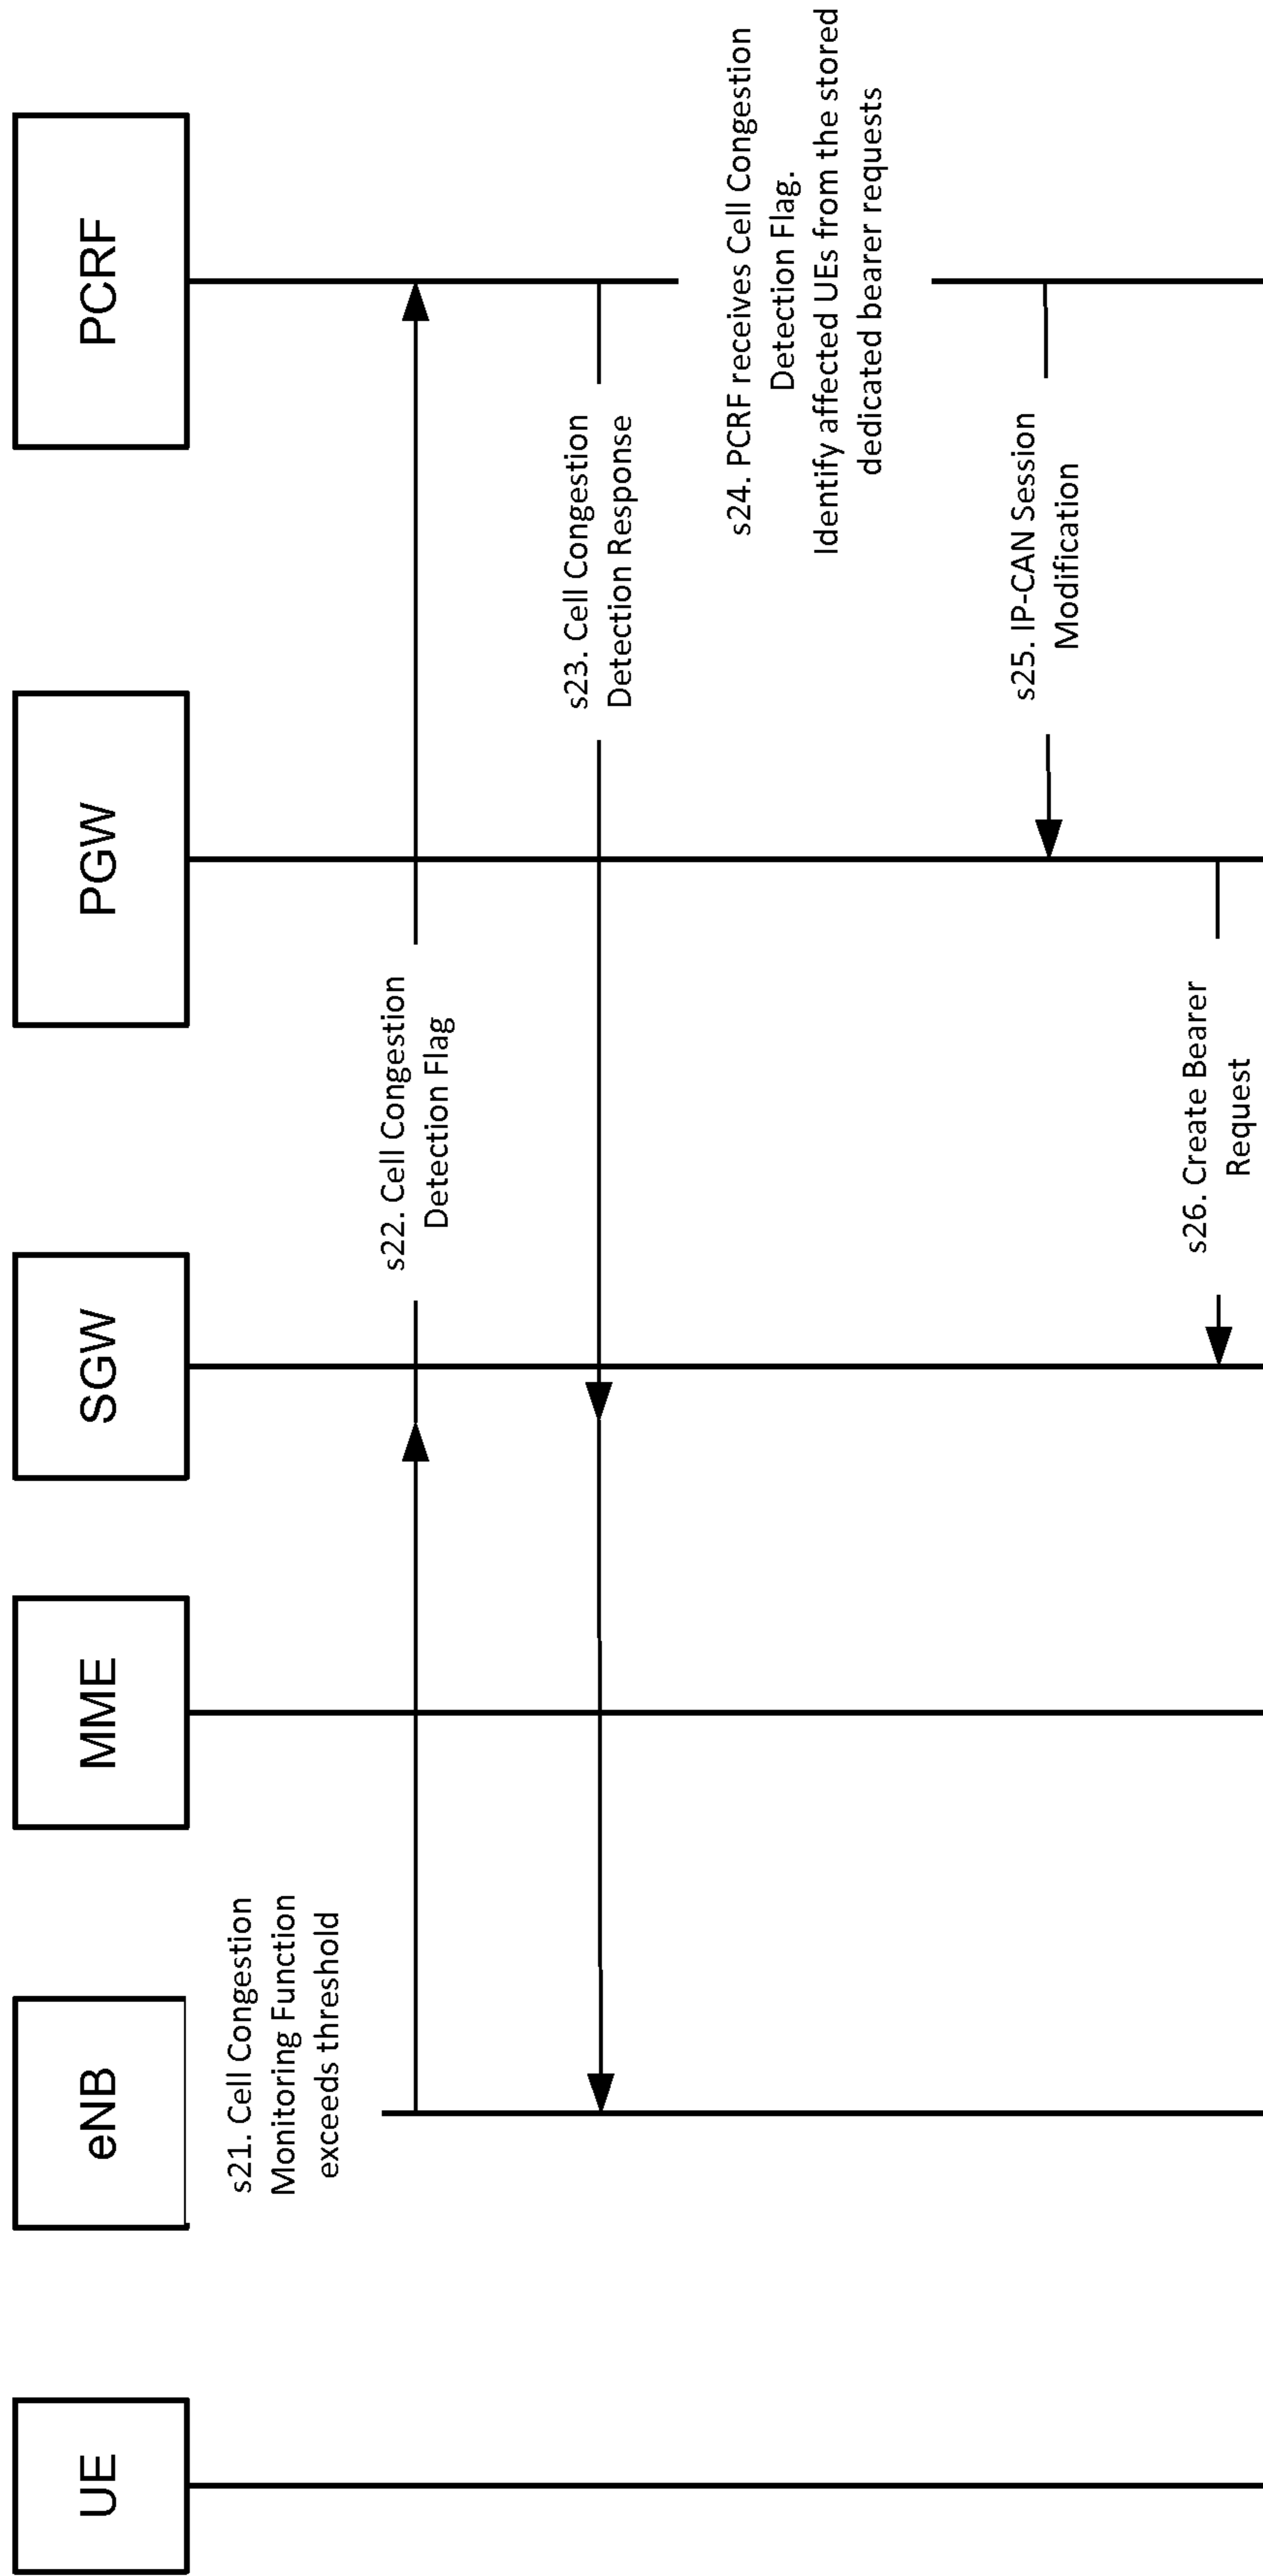 UE
eNB
MME
SGW
PGW
PCRF
s21. Cell Congestion
Monitoring Function
exceeds threshold
s22. Cell Congestion
Detection Flag
s23. Cell Congestion
Detection Response
s24. PCRF receives Cell Congestion
Detection Flag.
Identify affected UEs from the stored
dedicated bearer requests
s25. IP-CAN Session
Modification
s26. Create Bearer
Request